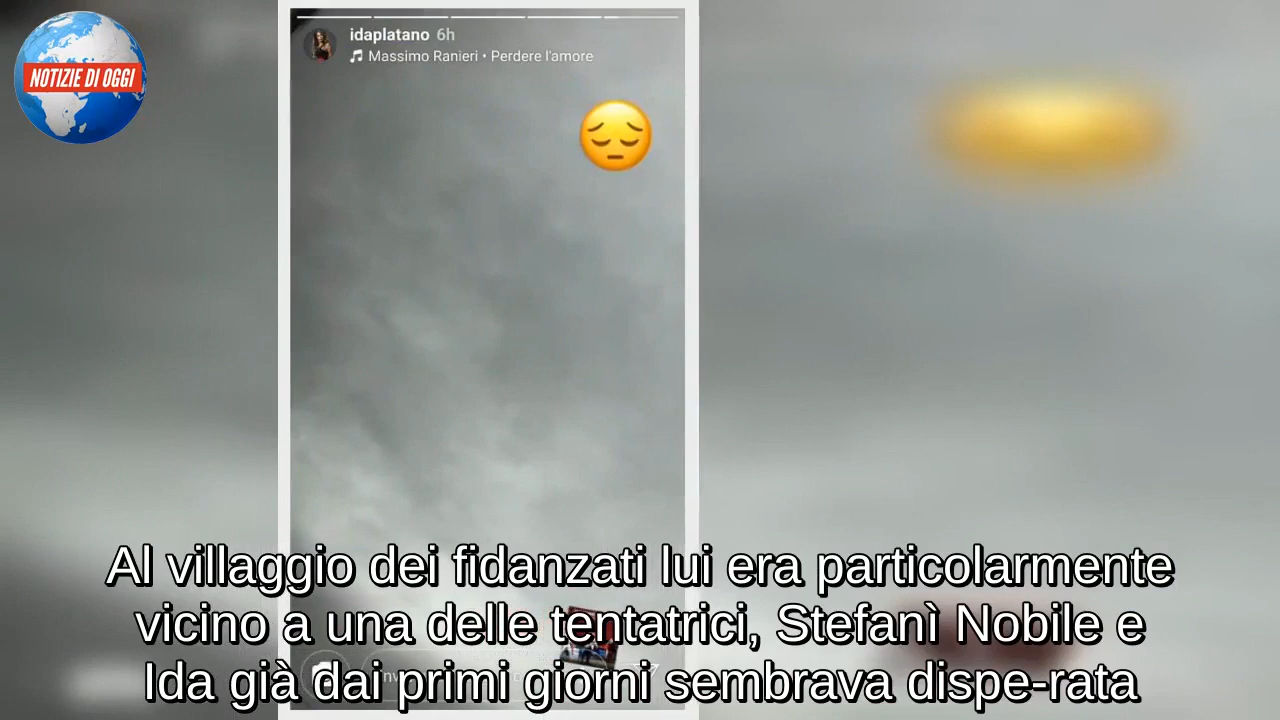 NOTIZIE DI OGGI
idaplatano 6h
Massimo Ranieri • Perdere l'amore
Al villaggio dei fidanzati lui era particolarmente
vicino a una delle tentatrici, Stefanì Nobile e
Ida già dai primi giorni sembrava dispe-rata